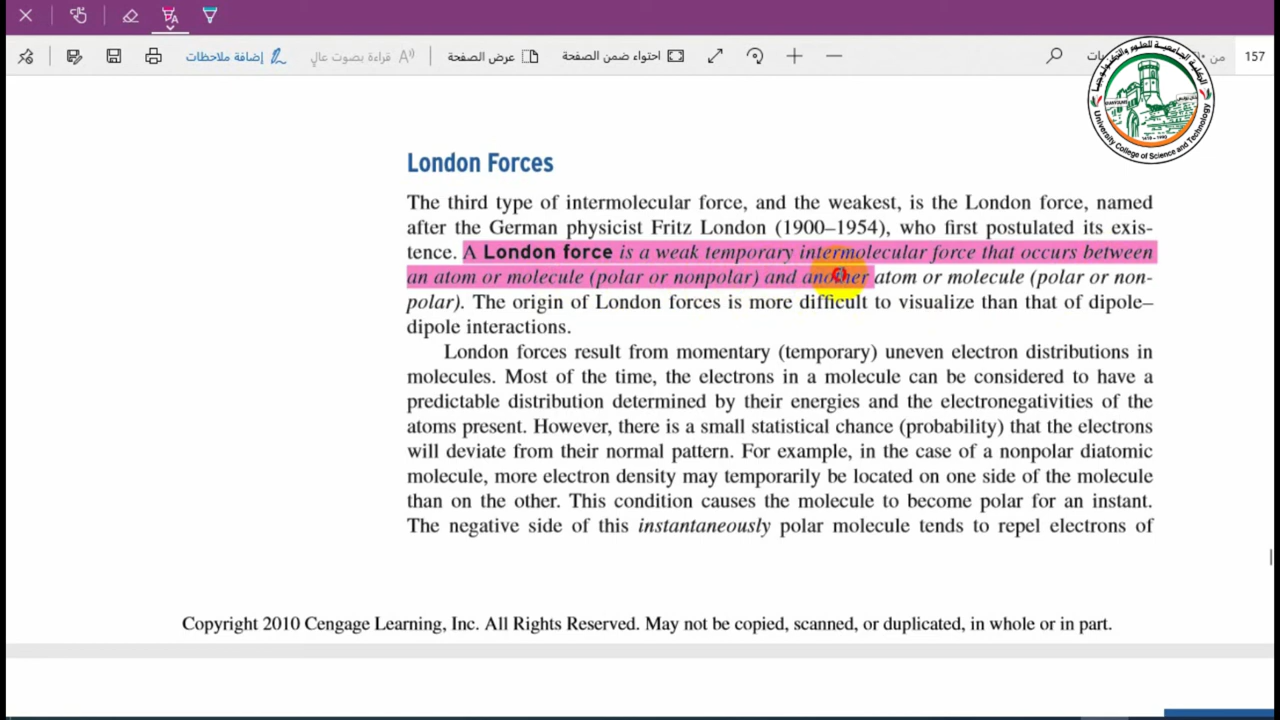 إضافة ملاحظات
قراءة بصوت عالٍ
عرض الصفحة
احتواء ضمن الصفحة
من
157
University College of Science and Technology
London Forces
The third type of intermolecular force, and the weakest, is the London force, named
after the German physicist Fritz London (1900–1954), who first postulated its exis-
tence. A London force is a weak temporary intermolecular force that occurs between
an atom or molecule (polar or nonpolar) and another atom or molecule (polar or non-
polar). The origin of London forces is more difficult to visualize than that of dipole–
dipole interactions.
London forces result from momentary (temporary) uneven electron distributions in
molecules. Most of the time, the electrons in a molecule can be considered to have a
predictable distribution determined by their energies and the electronegativities of the
atoms present. However, there is a small statistical chance (probability) that the electrons
will deviate from their normal pattern. For example, in the case of a nonpolar diatomic
molecule, more electron density may temporarily be located on one side of the molecule
than on the other. This condition causes the molecule to become polar for an instant.
The negative side of this instantaneously polar molecule tends to repel electrons of
Copyright 2010 Cengage Learning, Inc. All Rights Reserved. May not be copied, scanned, or duplicated, in whole or in part.